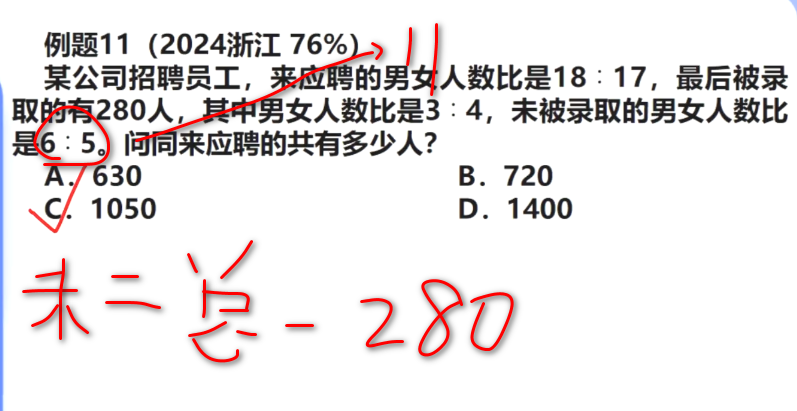 例题11（2024浙江 76%） 11
某公司招聘员工，来应聘的男女人数比是18：17，最后被录
取的有280人，其中男女人数比是3：4，未被录取的男女人数比
是6：5。问同来应聘的共有多少人？
A．630 B．720
C．1050 D．1400
未=总-280